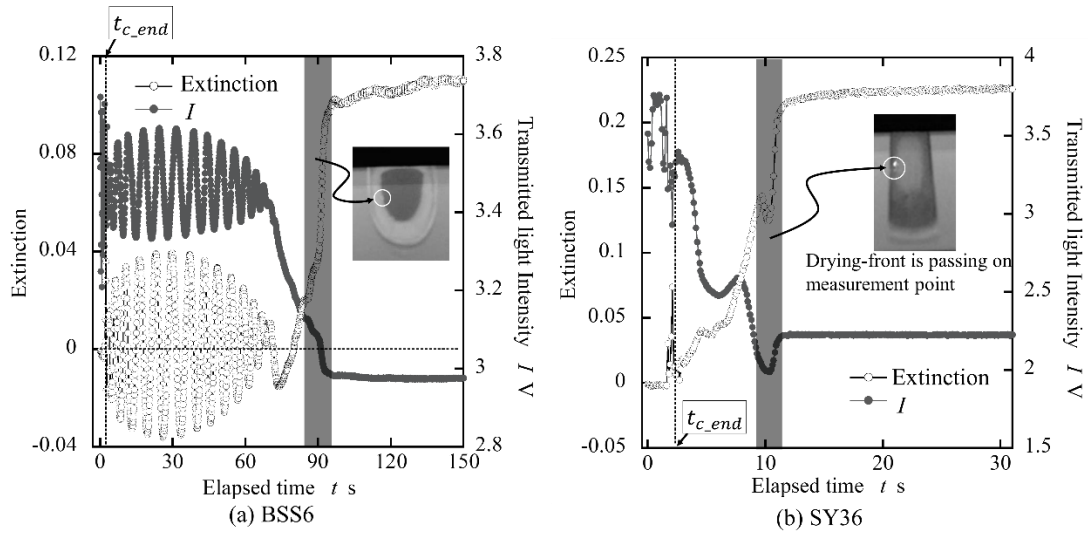 t_{c_end}
0.12
0.08
0.04
0
-0.04
Extinction
Extinction
I
3.8
3.6
3.4
3.2
3.0
2.8
Transmitted light Intensity I V
0 30 60 90 120 150
Elapsed time t s
(a) BSS6
0.25
0.2
0.15
0.1
0.05
0
-0.05
Extinction
Drying-front is passing on
measurement point
Extinction
I
t_{c_end}
4
3.5
3
2.5
2
1.5
Transmitted light Intensity I V
0 10 20 30
Elapsed time t s
(b) SY36